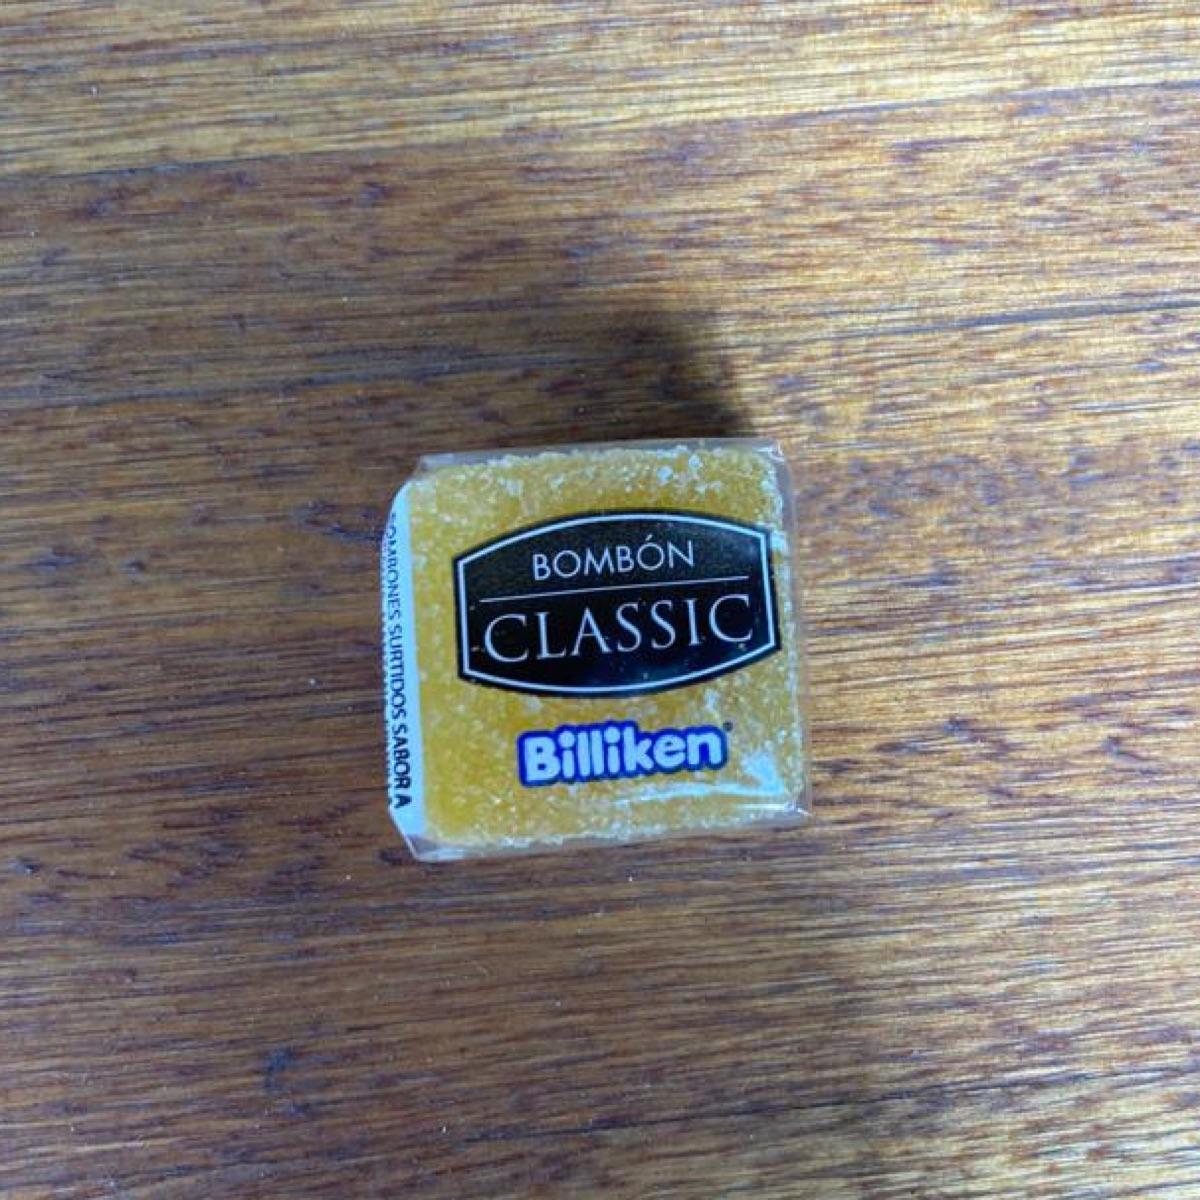 BOMBÓN
CLASSIC
Billiken®
BOMBONES SURTIDOS SABOR A